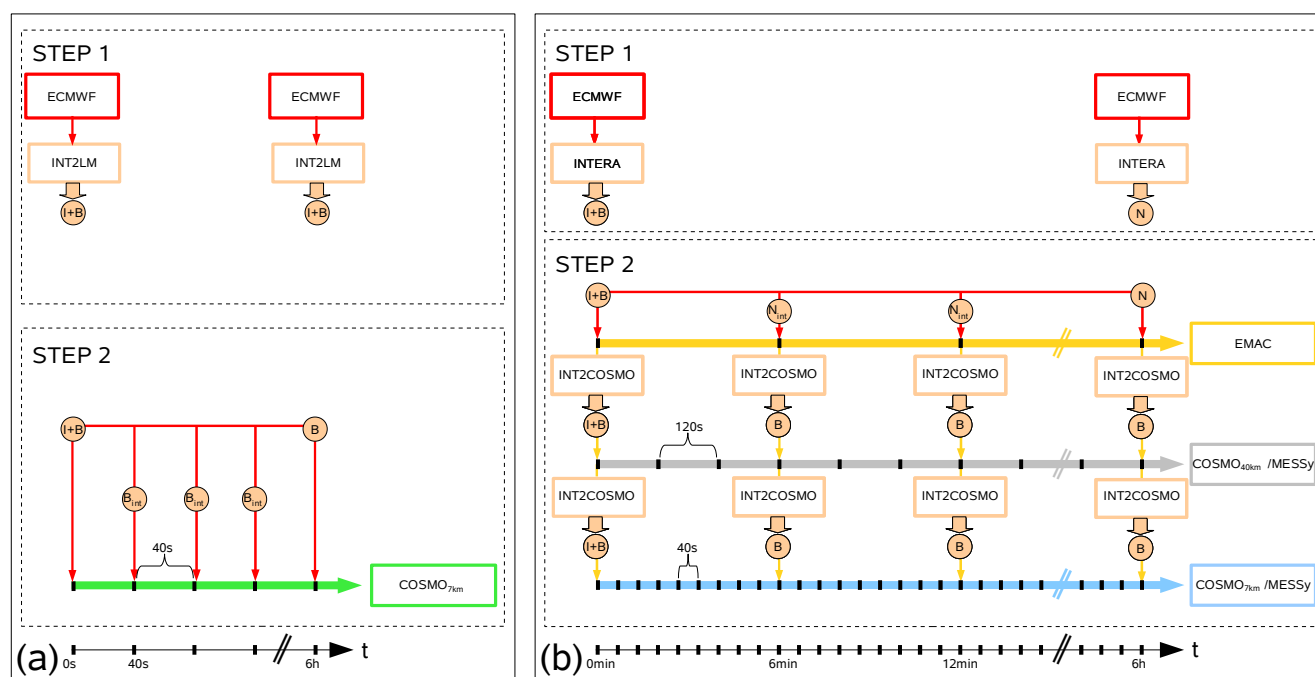 STEP 1
ECMWF ECMWF
INT2LM INT2LM
I+B I+B
STEP 2
I+B B
Bint Bint Bint
40s
COSMO7km
(a)
0s 40s 6h t
STEP 1
ECMWF ECMWF
INTERA INTERA
I+B N
STEP 2
I+B N
Nint Nint
EMAC
INT2COSMO INT2COSMO INT2COSMO INT2COSMO
I+B B B B
120s
COSMO40km /MESSy
INT2COSMO INT2COSMO INT2COSMO INT2COSMO
I+B B B B
40s
COSMO7km /MESSy
(b)
0min 6min 12min 6h t